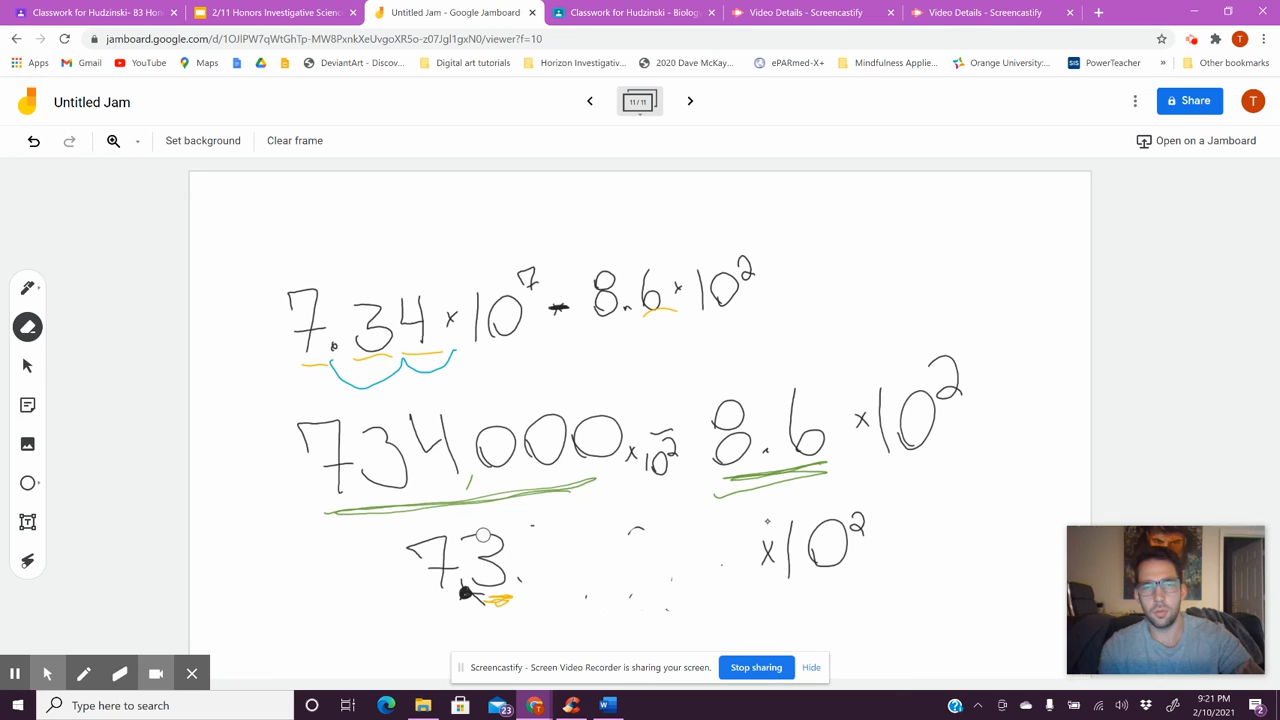 Classwork for Hudzinski- B3 Hon
2/11 Honors Investigative Scienc
Untitled Jam - Google Jamboard
Classwork for Hudzinski - Biolog
Video Details - Screencastify
Video Details - Screencastify
jamboard.google.com/d/1OJlPW7qWtGhTp-MW8PxnkXeUvgoXR5o-z07Jgl1gxN0/viewer?f=10
T
Apps Gmail YouTube Maps DeviantArt - Discov... Digital art tutorials Horizon Investigativ... 2020 Dave McKay... ePARmed-X+ Mindfulness Applie... Orange University:... SIS PowerTeacher » Other bookmarks
Untitled Jam
11 / 11
Share
T
Set background Clear frame Open on a Jamboard
7.34 × 10⁷ - 8.6 × 10²
734,000 × 10² - 8.6 × 10²
7.3. × 10²
Screencastify - Screen Video Recorder is sharing your screen. Stop sharing Hide
Type here to search
23
W
9:21 PM
2/10/2021
2